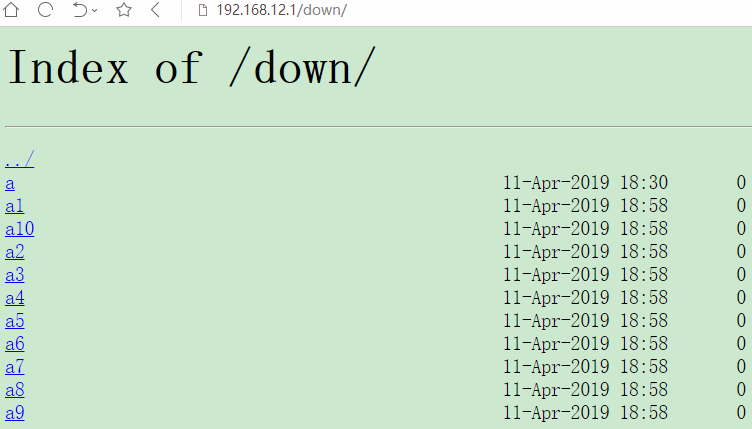 192.168.12.1/down/
Index of /down/
../
a 11-Apr-2019 18:30 0
a1 11-Apr-2019 18:58 0
a10 11-Apr-2019 18:58 0
a2 11-Apr-2019 18:58 0
a3 11-Apr-2019 18:58 0
a4 11-Apr-2019 18:58 0
a5 11-Apr-2019 18:58 0
a6 11-Apr-2019 18:58 0
a7 11-Apr-2019 18:58 0
a8 11-Apr-2019 18:58 0
a9 11-Apr-2019 18:58 0